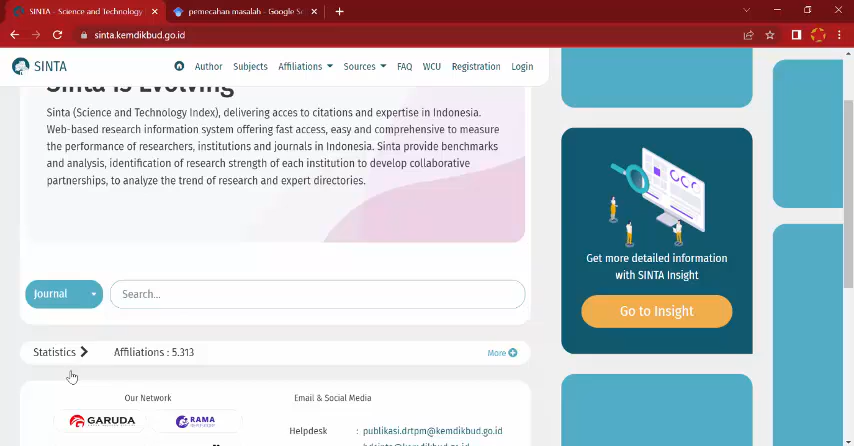 SINTA - Science and Technology
pemecahan masalah - Google Sc
sinta.kemdikbud.go.id
SINTA
Author Subjects Affiliations Sources FAQ WCU Registration Login
Sinta is Evolving
Sinta (Science and Technology Index), delivering acces to citations and expertise in Indonesia.
Web-based research information system offering fast access, easy and comprehensive to measure
the performance of researchers, institutions and journals in Indonesia. Sinta provide benchmarks
and analysis, identification of research strength of each institution to develop collaborative
partnerships, to analyze the trend of research and expert directories.
Journal
Search...
Get more detailed information
with SINTA Insight
Go to Insight
Statistics
Affiliations : 5.313
More
Our Network
Email & Social Media
GARUDA
RAMA
Helpdesk : publikasi.drtpm@kemdikbud.go.id